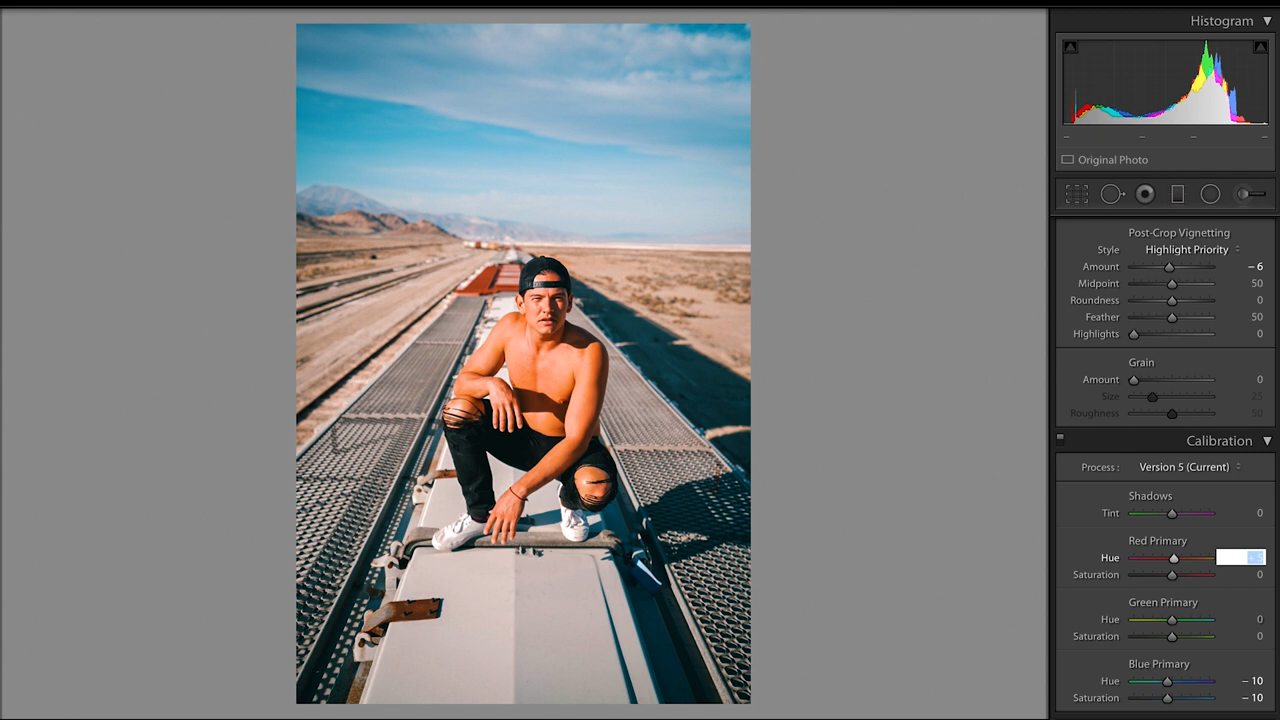 Histogram
Original Photo
Post-Crop Vignetting
Style Highlight Priority
Amount – 6
Midpoint 50
Roundness 0
Feather 50
Highlights 0
Grain
Amount 0
Size 25
Roughness 50
Calibration
Process : Version 5 (Current)
Shadows
Tint 0
Red Primary
Hue
Saturation 0
Green Primary
Hue 0
Saturation 0
Blue Primary
Hue – 10
Saturation – 10